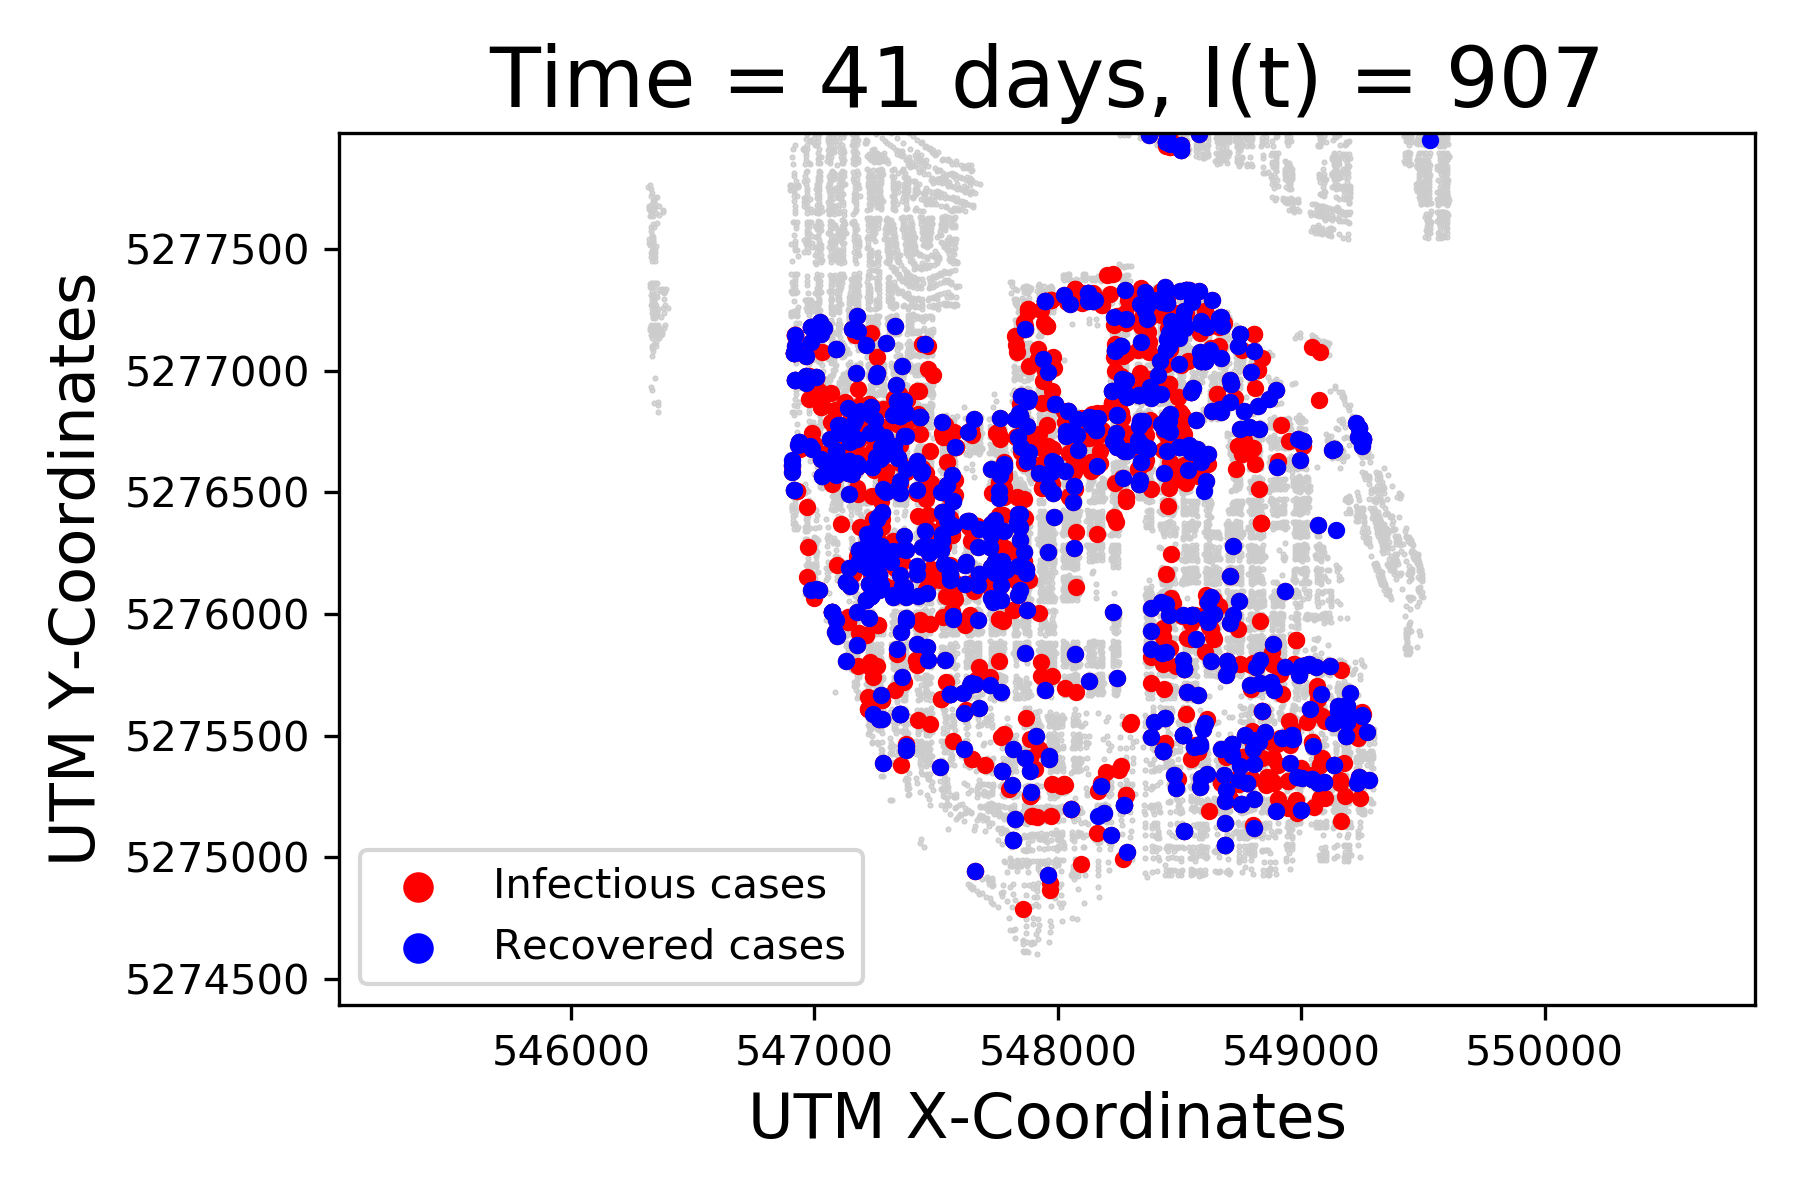 Time = 41 days, I(t) = 907
UTM Y-Coordinates
5277500
5277000
5276500
5276000
5275500
5275000
5274500
Infectious cases
Recovered cases
546000 547000 548000 549000 550000
UTM X-Coordinates